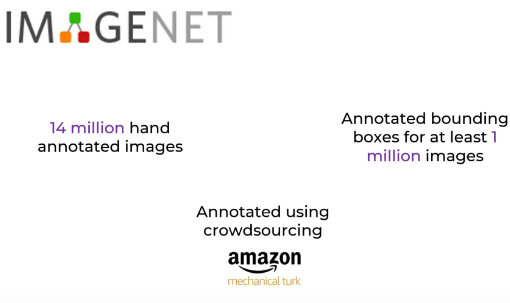 IMAGENET
14 million hand
annotated images
Annotated bounding
boxes for at least 1
million images
Annotated using
crowdsourcing
amazon
mechanical turk